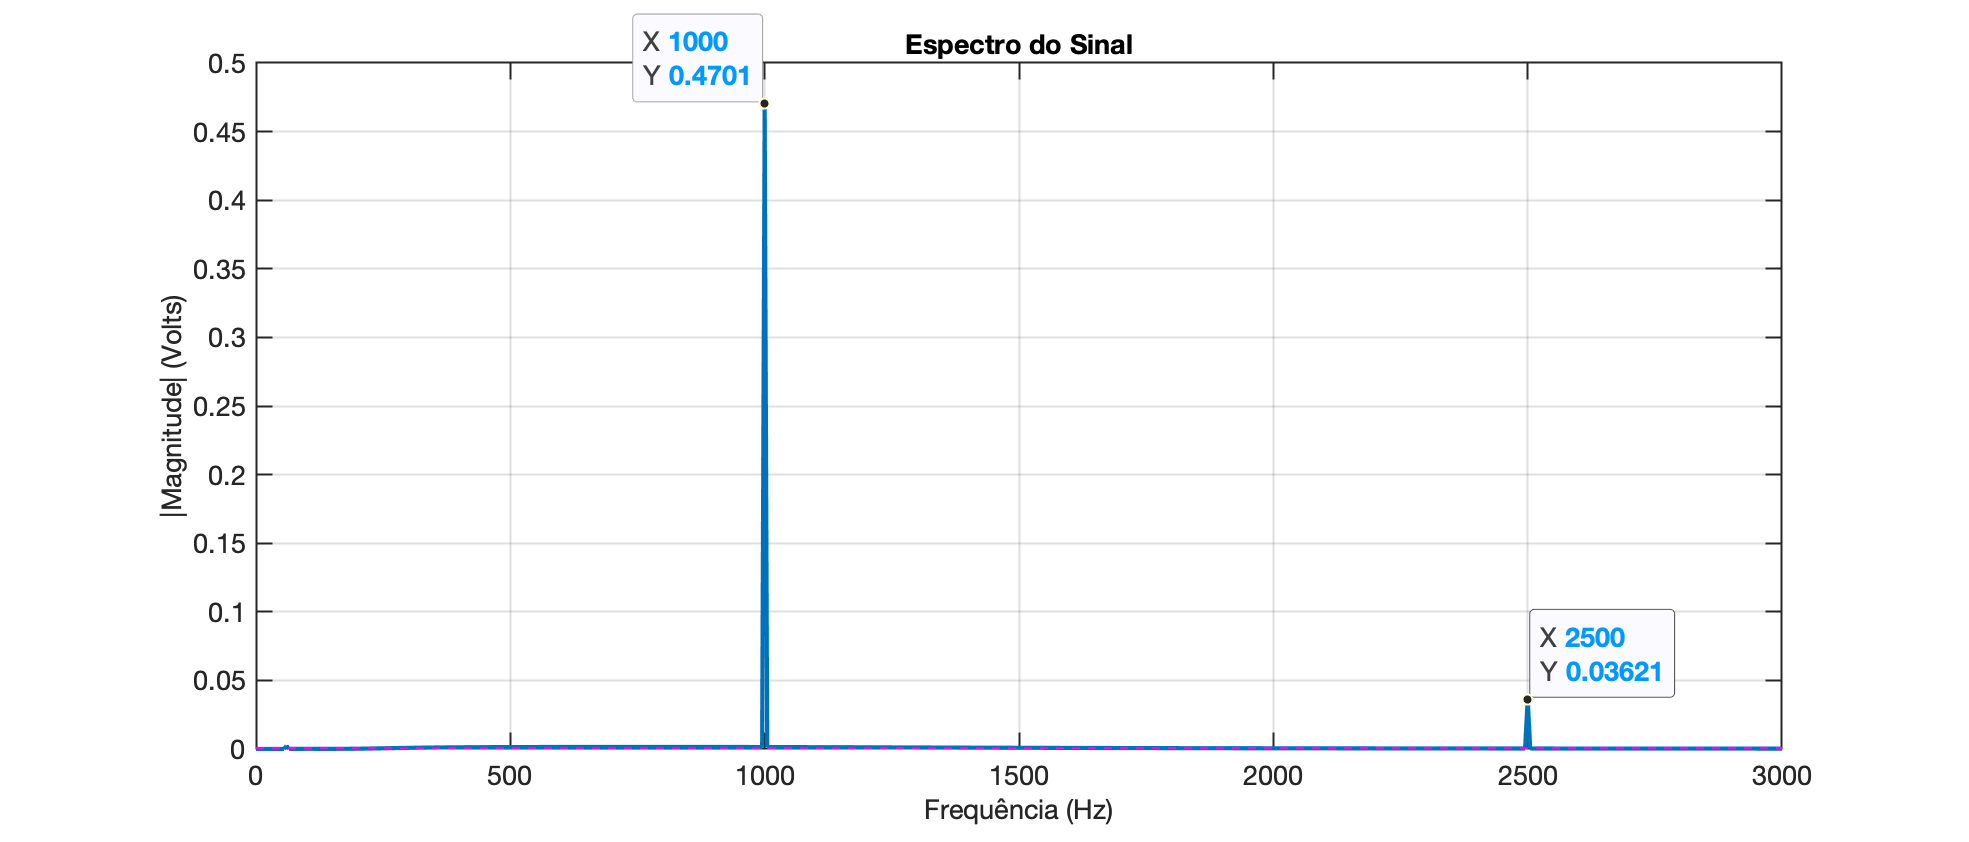 Espectro do Sinal
X 1000
Y 0.4701
0.5
0.45
0.4
0.35
0.3
0.25
0.2
0.15
0.1
0.05
0
|Magnitude| (Volts)
X 2500
Y 0.03621
0 500 1000 1500 2000 2500 3000
Frequência (Hz)